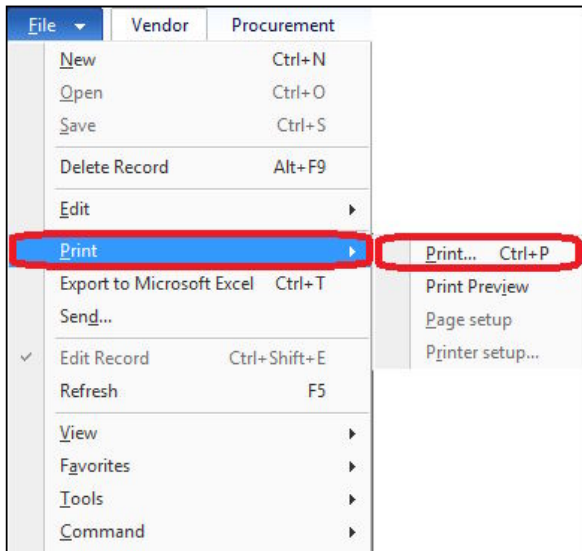 File Vendor Procurement
New Ctrl+N
Open Ctrl+O
Save Ctrl+S
Delete Record Alt+F9
Edit
Print
Export to Microsoft Excel Ctrl+T
Send...
Edit Record Ctrl+Shift+E
Refresh F5
View
Favorites
Tools
Command
Print... Ctrl+P
Print Preview
Page setup
Printer setup...